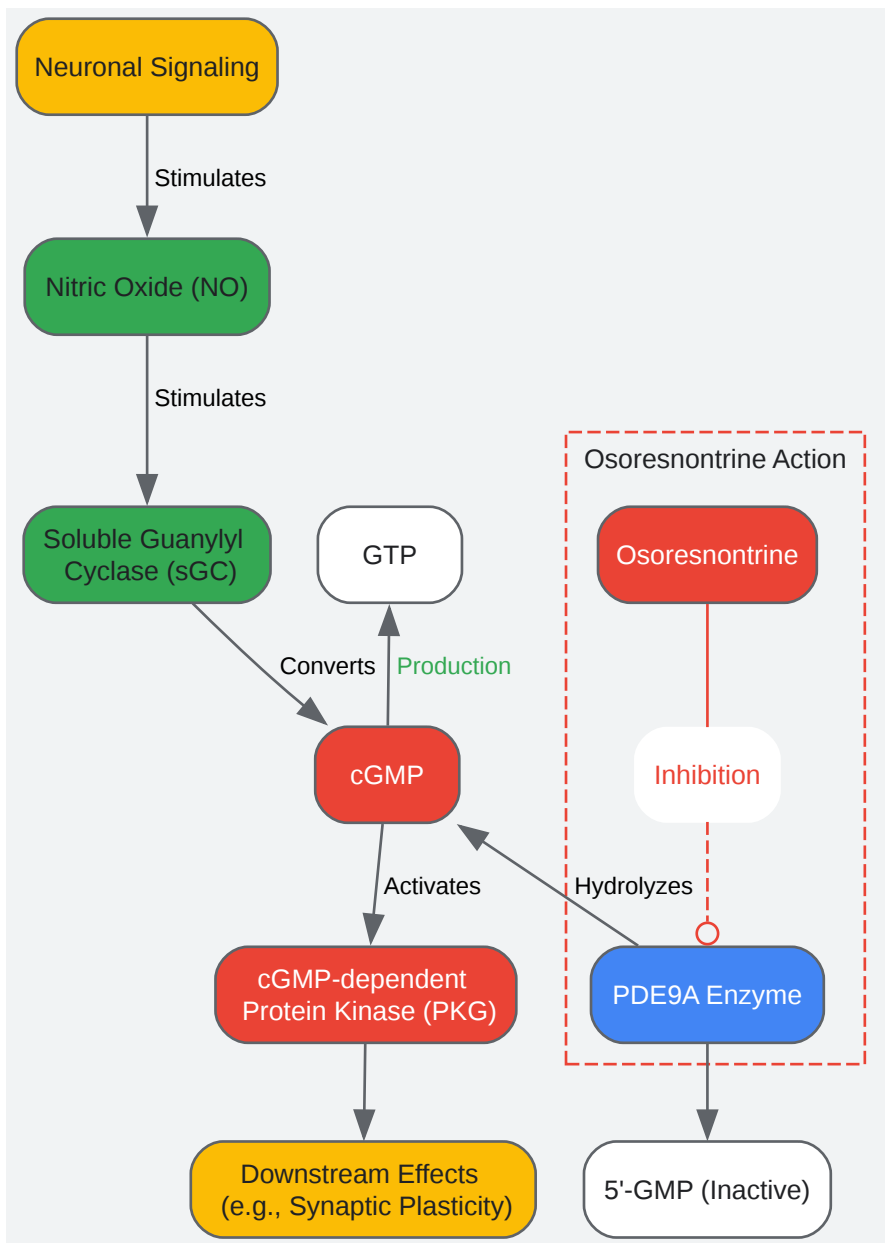 Neuronal Signaling
Stimulates
Nitric Oxide (NO)
Stimulates
Osoresnontrine Action
Soluble Guanylyl
Cyclase (sGC)
GTP
Osoresnontrine
Converts
Production
cGMP
Inhibition
Activates
Hydrolyzes
cGMP-dependent
Protein Kinase (PKG)
PDE9A Enzyme
Downstream Effects
(e.g., Synaptic Plasticity)
5'-GMP (Inactive)